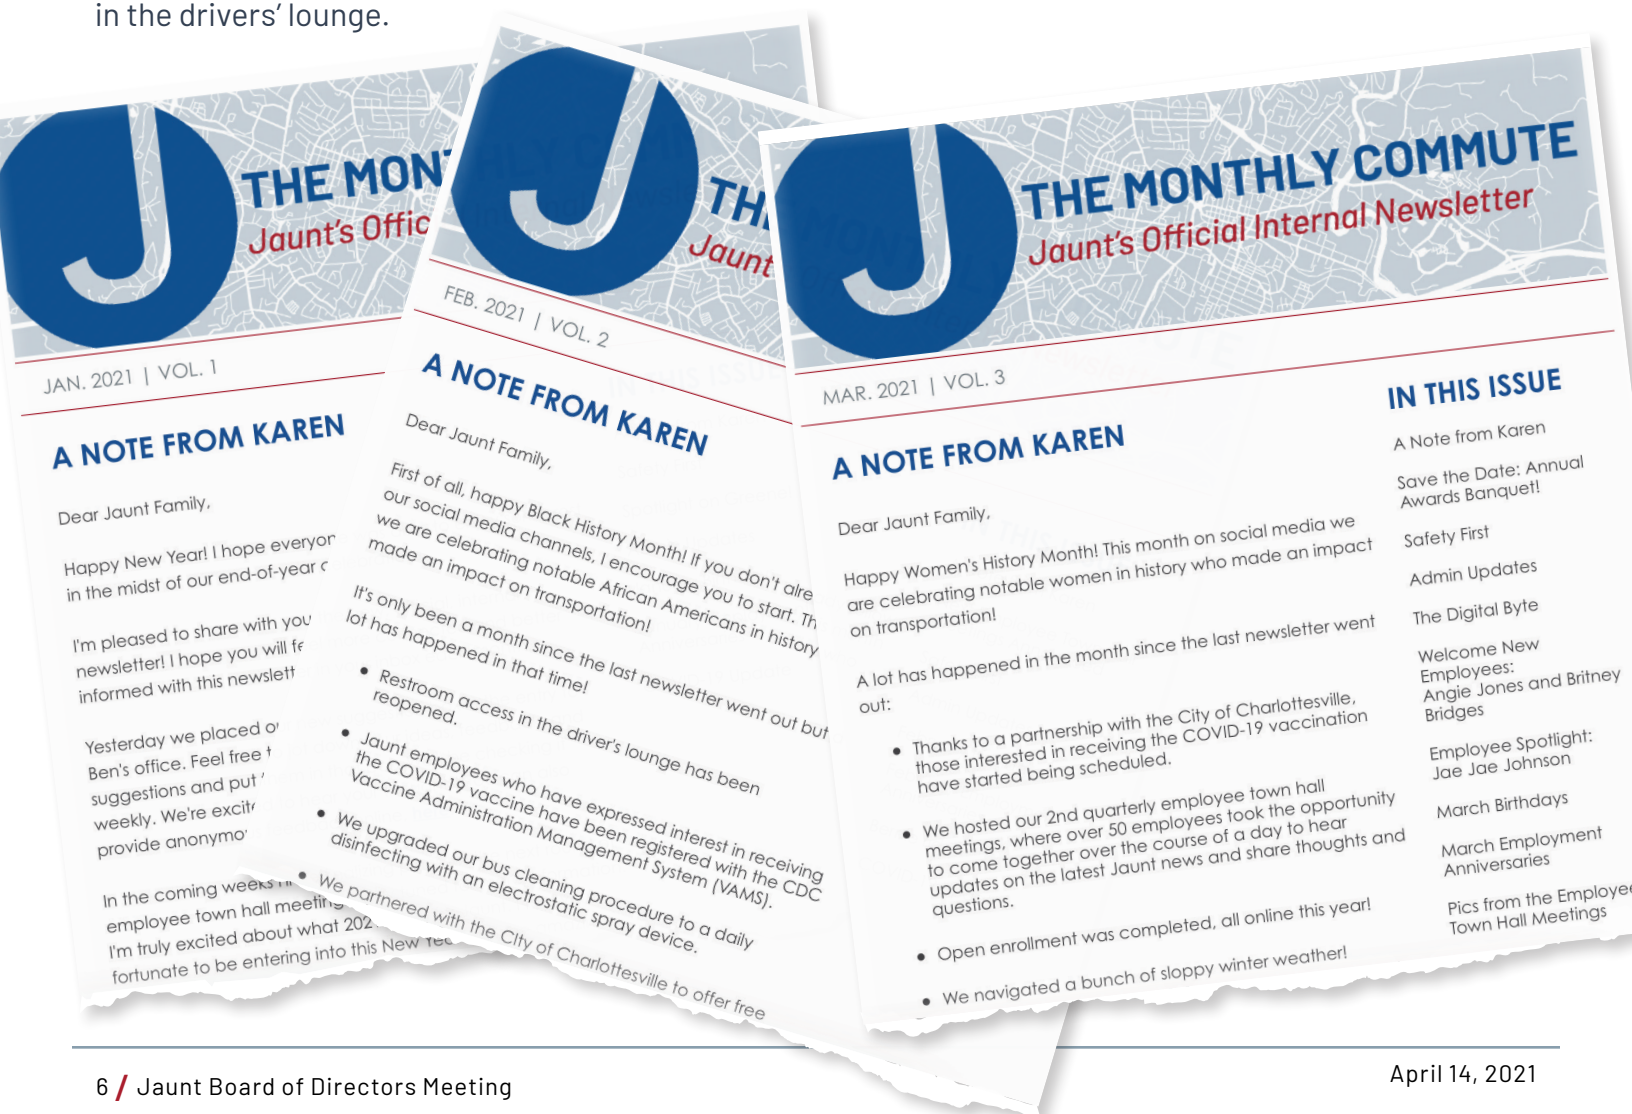 in the drivers’ lounge.
THE MON
Jaunt's Offic
JAN. 2021 | VOL. 1
A NOTE FROM KAREN
Dear Jaunt Family,
Happy New Year! I hope everyon
in the midst of our end-of-year
I'm pleased to share with you
newsletter! I hope you will
informed with this newslett
Yesterday we placed
Ben's office. Feel free
suggestions and put
weekly. We're excit
provide anonymo
In the coming weeks
employee town hall meeting
I'm truly excited about what 202
fortunate to be entering into this New Yea
TH
Jaunt
FEB. 2021 | VOL. 2
A NOTE FROM KAREN
Dear Jaunt Family,
First of all, happy Black History Month! If you don't alre
our social media channels, I encourage you to start. Th
we are celebrating notable African Americans in history
made an impact on transportation!
It's only been a month since the last newsletter went out but
lot has happened in that time!
• Restroom access in the driver's lounge has been
reopened.
• Jaunt employees who have expressed interest in receiving
the COVID-19 vaccine have been registered with the CDC
Vaccine Administration Management System (VAMS).
• We upgraded our bus cleaning procedure to a daily
disinfecting with an electrostatic spray device.
• We partnered with the City of Charlottesville to offer free
THE MONTHLY COMMUTE
Jaunt's Official Internal Newsletter
MAR. 2021 | VOL. 3
A NOTE FROM KAREN
Dear Jaunt Family,
Happy Women's History Month! This month on social media we
are celebrating notable women in history who made an impact
on transportation!
A lot has happened in the month since the last newsletter went
out:
• Thanks to a partnership with the City of Charlottesville,
those interested in receiving the COVID-19 vaccination
have started being scheduled.
• We hosted our 2nd quarterly employee town hall
meetings, where over 50 employees took the opportunity
to come together over the course of a day to hear
updates on the latest Jaunt news and share thoughts and
questions.
• Open enrollment was completed, all online this year!
• We navigated a bunch of sloppy winter weather!
IN THIS ISSUE
A Note from Karen
Save the Date: Annual
Awards Banquet!
Safety First
Admin Updates
The Digital Byte
Welcome New
Employees:
Angie Jones and Britney
Bridges
Employee Spotlight:
Jae Jae Johnson
March Birthdays
March Employment
Anniversaries
Pics from the Employee
Town Hall Meetings
6 / Jaunt Board of Directors Meeting
April 14, 2021